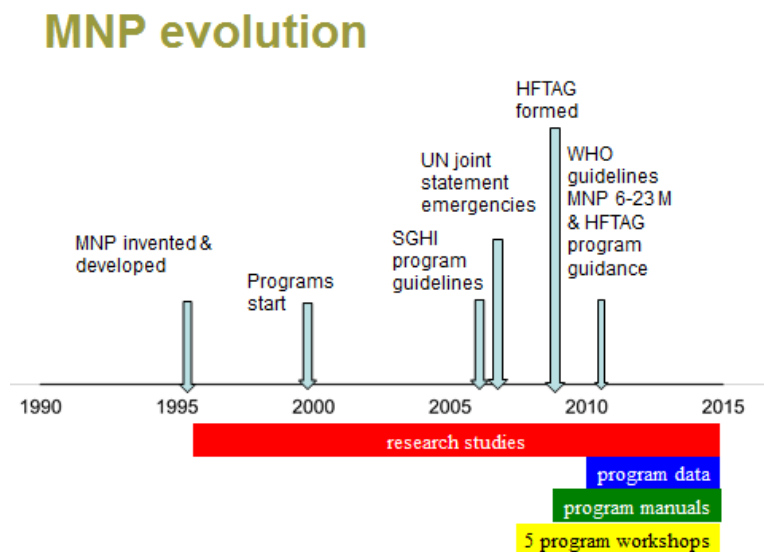 MNP evolution
HFTAG
formed
UN joint
statement
emergencies
WHO
guidelines
MNP 6-23 M
& HFTAG
program
guidance
MNP invented &
developed
SGHI
program
guidelines
Programs
start
1990
1995
2000
2005
2010
2015
research studies
program data
program manuals
5 program workshops